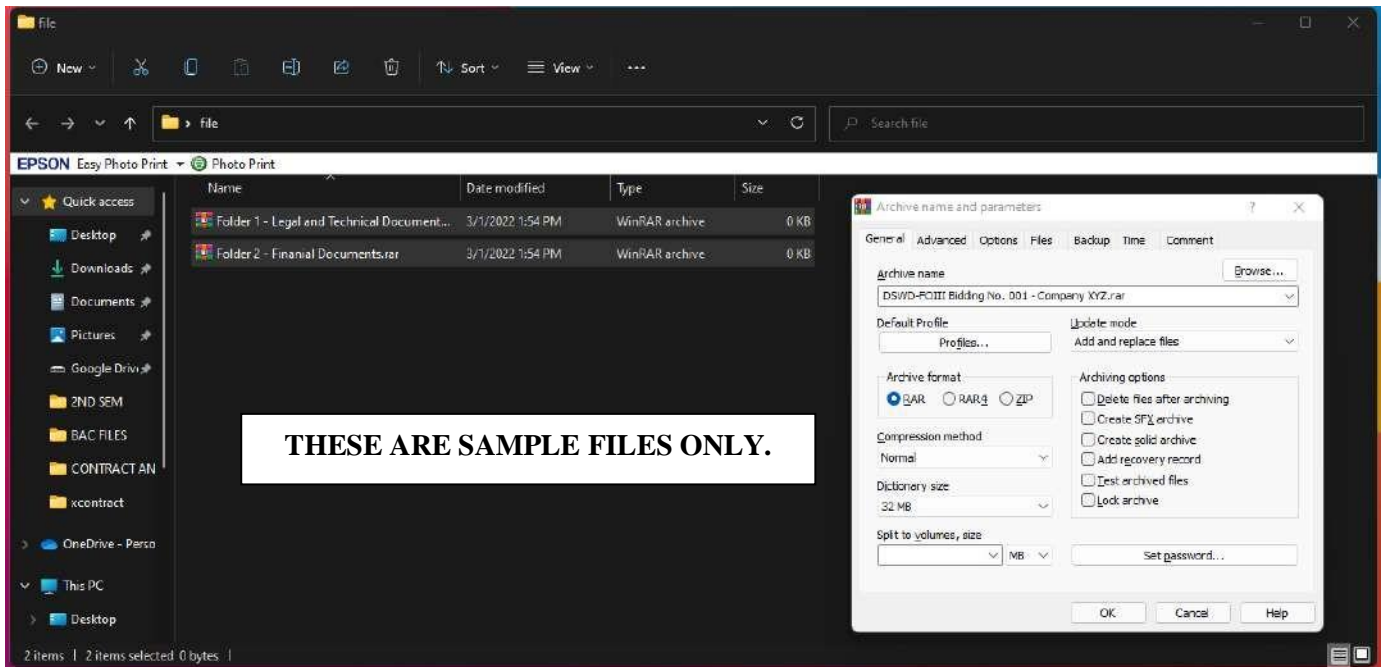 file
New
Sort
View
...
file
Search file
EPSON Easy Photo Print
Photo Print
Quick access
Desktop
Downloads
Documents
Pictures
Google Driv
2ND SEM
BAC FILES
CONTRACT AN
xcontract
OneDrive - Perso
This PC
Desktop
Name Date modified Type Size
Folder 1 - Legal and Technical Document... 3/1/2022 1:54 PM WinRAR archive 0 KB
Folder 2 - Finanial Documents.rar 3/1/2022 1:54 PM WinRAR archive 0 KB
THESE ARE SAMPLE FILES ONLY.
Archive name and parameters ?
General Advanced Options Files Backup Time Comment
Archive name
Browse...
DSWD-FOIII Bidding No. 001 - Company XYZ.rar
Default Profile
Profiles...
Update mode
Add and replace files
Archive format
RAR RAR4 ZIP
Compression method
Normal
Dictionary size
32 MB
Split to volumes, size
MB
Archiving options
Delete files after archiving
Create SFX archive
Create solid archive
Add recovery record
Test archived files
Lock archive
Set password...
OK Cancel Help
2 items 2 items selected 0 bytes